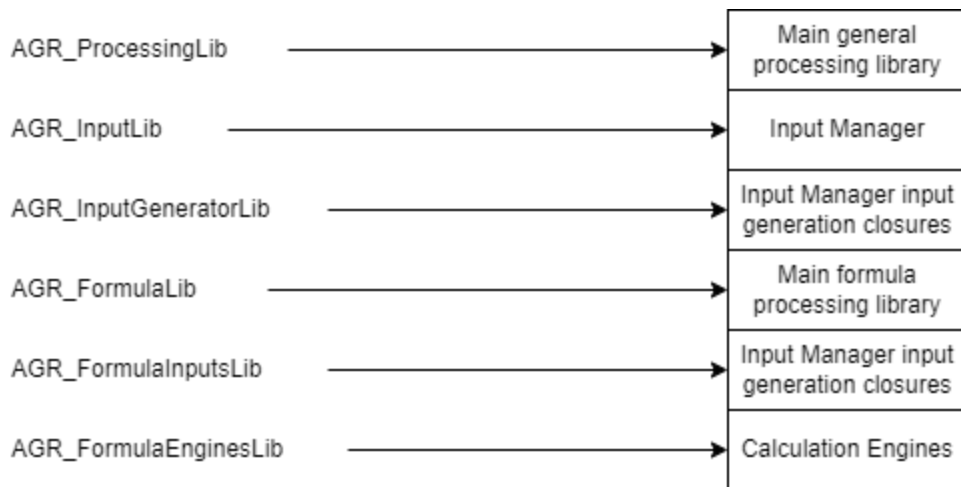 AGR_ProcessingLib
Main general
processing library
AGR_InputLib
Input Manager
AGR_InputGeneratorLib
Input Manager input
generation closures
AGR_FormulaLib
Main formula
processing library
AGR_FormulaInputsLib
Input Manager input
generation closures
AGR_FormulaEnginesLib
Calculation Engines